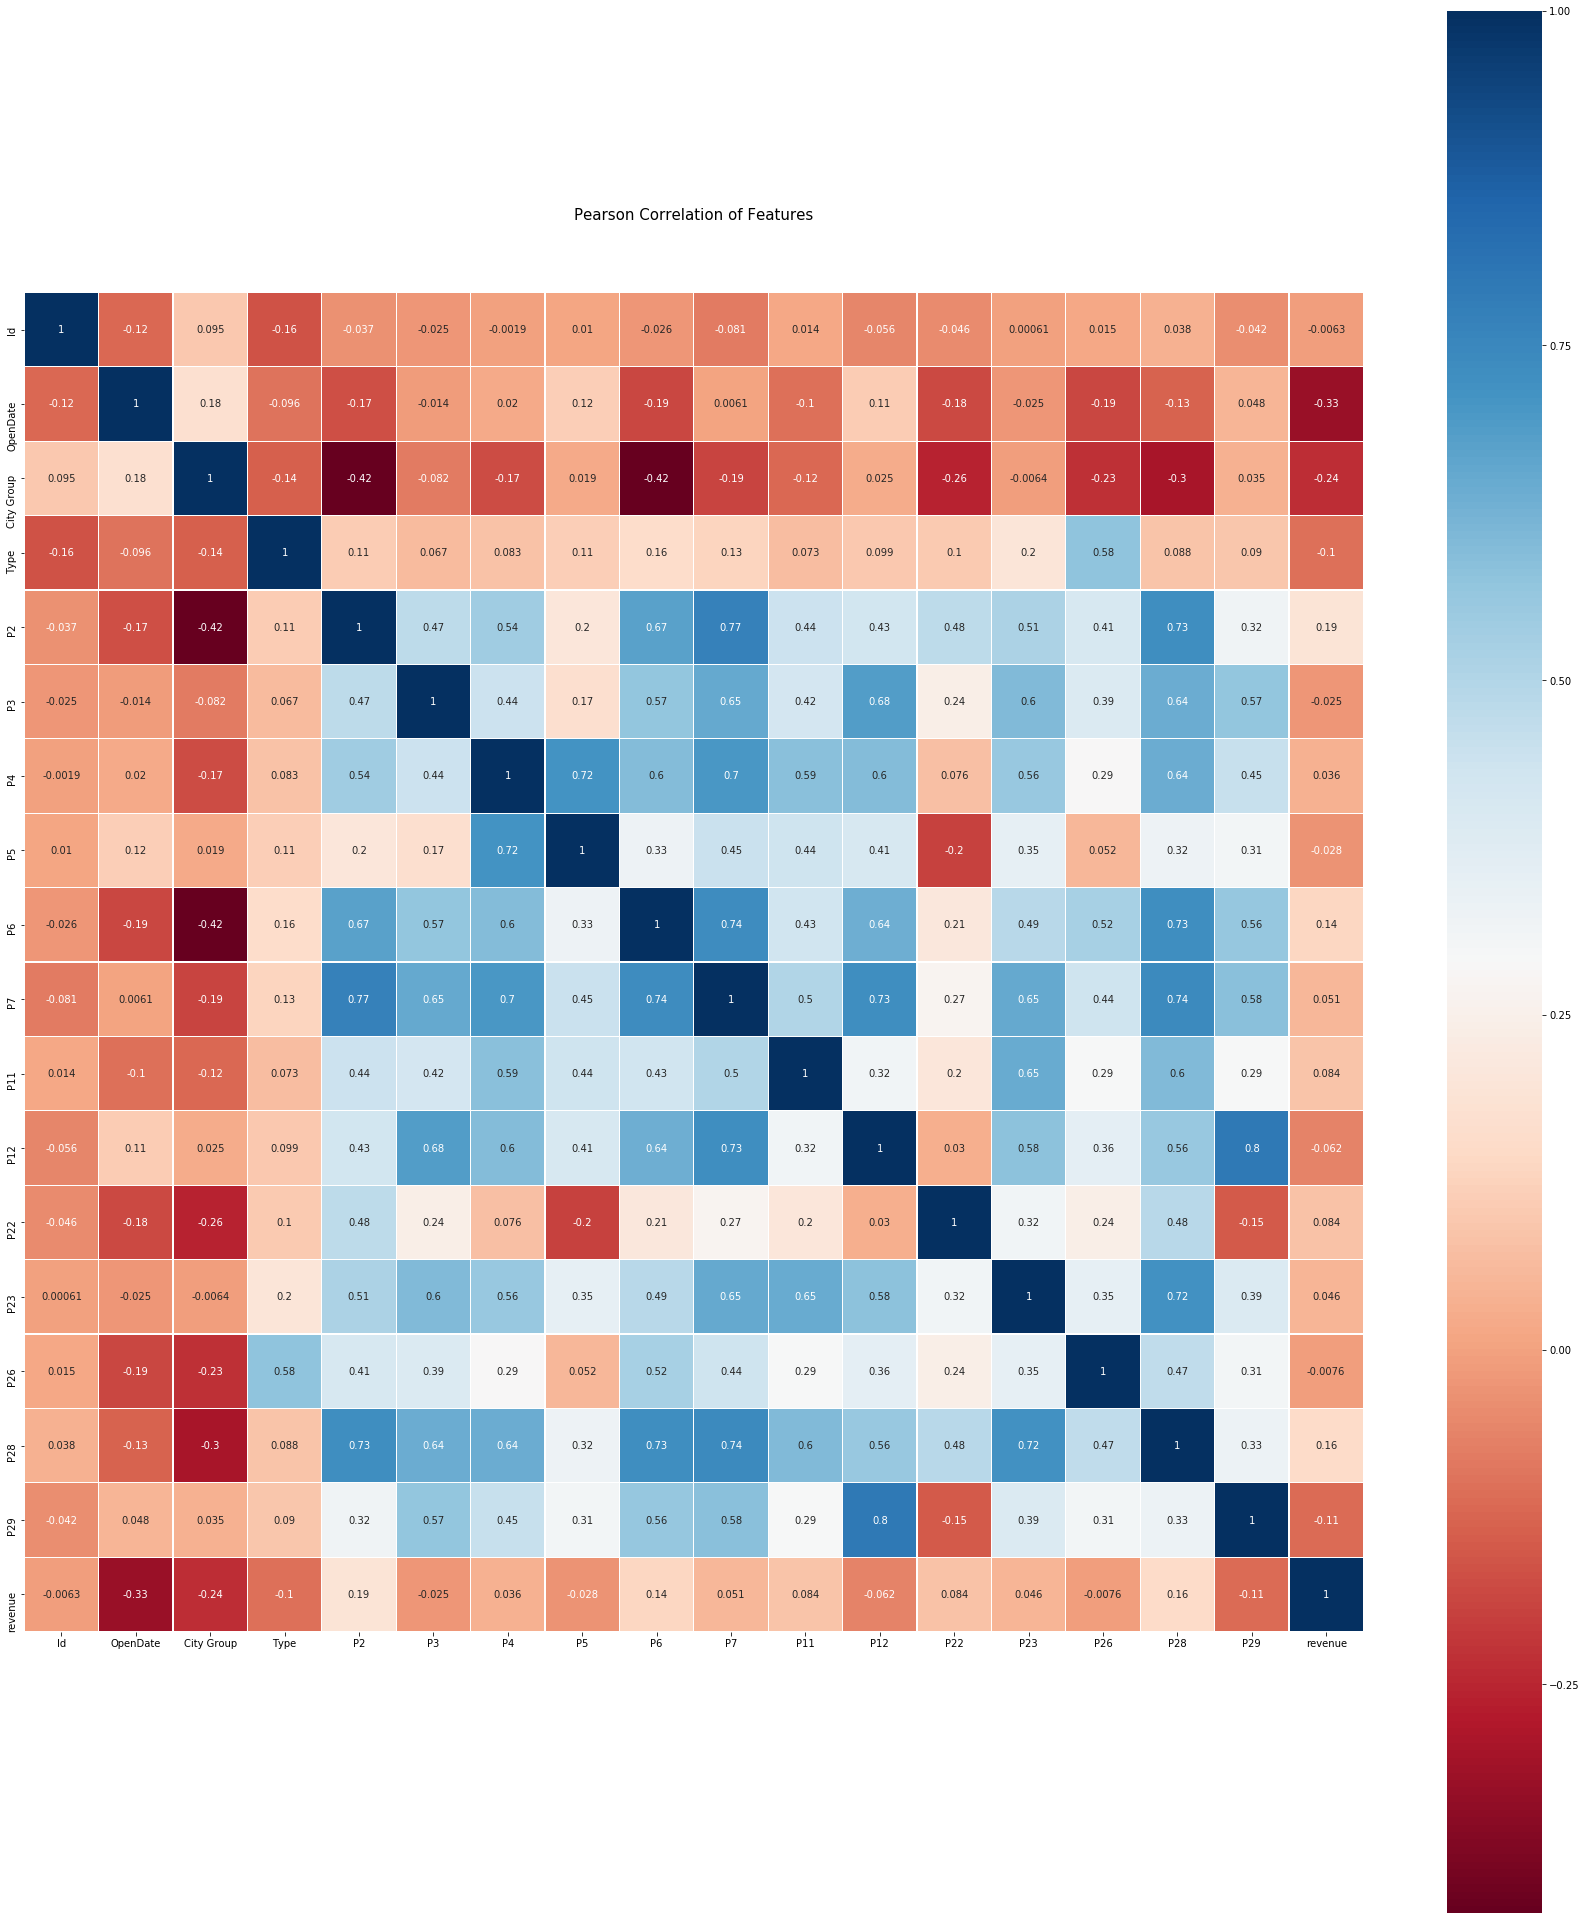 Pearson Correlation of Features
Id 1 -0.12 0.095 -0.16 -0.037 -0.025 -0.0019 0.01 -0.026 -0.081 0.014 -0.056 -0.046 0.00061 0.015 0.038 -0.042 -0.0063
OpenDate -0.12 1 0.18 -0.096 -0.17 -0.014 0.02 0.12 -0.19 0.0061 -0.1 0.11 -0.18 -0.025 -0.19 -0.13 0.048 -0.33
City Group 0.095 0.18 1 -0.14 -0.42 -0.082 -0.17 0.019 -0.42 -0.19 -0.12 0.025 -0.26 -0.0064 -0.23 -0.3 0.035 -0.24
Type -0.16 -0.096 -0.14 1 0.11 0.067 0.083 0.11 0.16 0.13 0.073 0.099 0.1 0.2 0.58 0.088 0.09 -0.1
P2 -0.037 -0.17 -0.42 0.11 1 0.47 0.54 0.2 0.67 0.77 0.44 0.43 0.48 0.51 0.41 0.73 0.32 0.19
P3 -0.025 -0.014 -0.082 0.067 0.47 1 0.44 0.17 0.57 0.65 0.42 0.68 0.24 0.6 0.39 0.64 0.57 -0.025
P4 -0.0019 0.02 -0.17 0.083 0.54 0.44 1 0.72 0.6 0.7 0.59 0.6 0.076 0.56 0.29 0.64 0.45 0.036
P5 0.01 0.12 0.019 0.11 0.2 0.17 0.72 1 0.33 0.45 0.44 0.41 -0.2 0.35 0.052 0.32 0.31 -0.028
P6 -0.026 -0.19 -0.42 0.16 0.67 0.57 0.6 0.33 1 0.74 0.43 0.64 0.21 0.49 0.52 0.73 0.56 0.14
P7 -0.081 0.0061 -0.19 0.13 0.77 0.65 0.7 0.45 0.74 1 0.5 0.73 0.27 0.65 0.44 0.74 0.58 0.051
P11 0.014 -0.1 -0.12 0.073 0.44 0.42 0.59 0.44 0.43 0.5 1 0.32 0.2 0.65 0.29 0.6 0.29 0.084
P12 -0.056 0.11 0.025 0.099 0.43 0.68 0.6 0.41 0.64 0.73 0.32 1 0.03 0.58 0.36 0.56 0.8 -0.062
P22 -0.046 -0.18 -0.26 0.1 0.48 0.24 0.076 -0.2 0.21 0.27 0.2 0.03 1 0.32 0.24 0.48 -0.15 0.084
P23 0.00061 -0.025 -0.0064 0.2 0.51 0.6 0.56 0.35 0.49 0.65 0.65 0.58 0.32 1 0.35 0.72 0.39 0.046
P26 0.015 -0.19 -0.23 0.58 0.41 0.39 0.29 0.052 0.52 0.44 0.29 0.36 0.24 0.35 1 0.47 0.31 -0.0076
P28 0.038 -0.13 -0.3 0.088 0.73 0.64 0.64 0.32 0.73 0.74 0.6 0.56 0.48 0.72 0.47 1 0.33 0.16
P29 -0.042 0.048 0.035 0.09 0.32 0.57 0.45 0.31 0.56 0.58 0.29 0.8 -0.15 0.39 0.31 0.33 1 -0.11
revenue -0.0063 -0.33 -0.24 -0.1 0.19 -0.025 0.036 -0.028 0.14 0.051 0.084 -0.062 0.084 0.046 -0.0076 0.16 -0.11 1
Id OpenDate City Group Type P2 P3 P4 P5 P6 P7 P11 P12 P22 P23 P26 P28 P29 revenue
1.00
0.75
0.50
0.25
0.00
−0.25